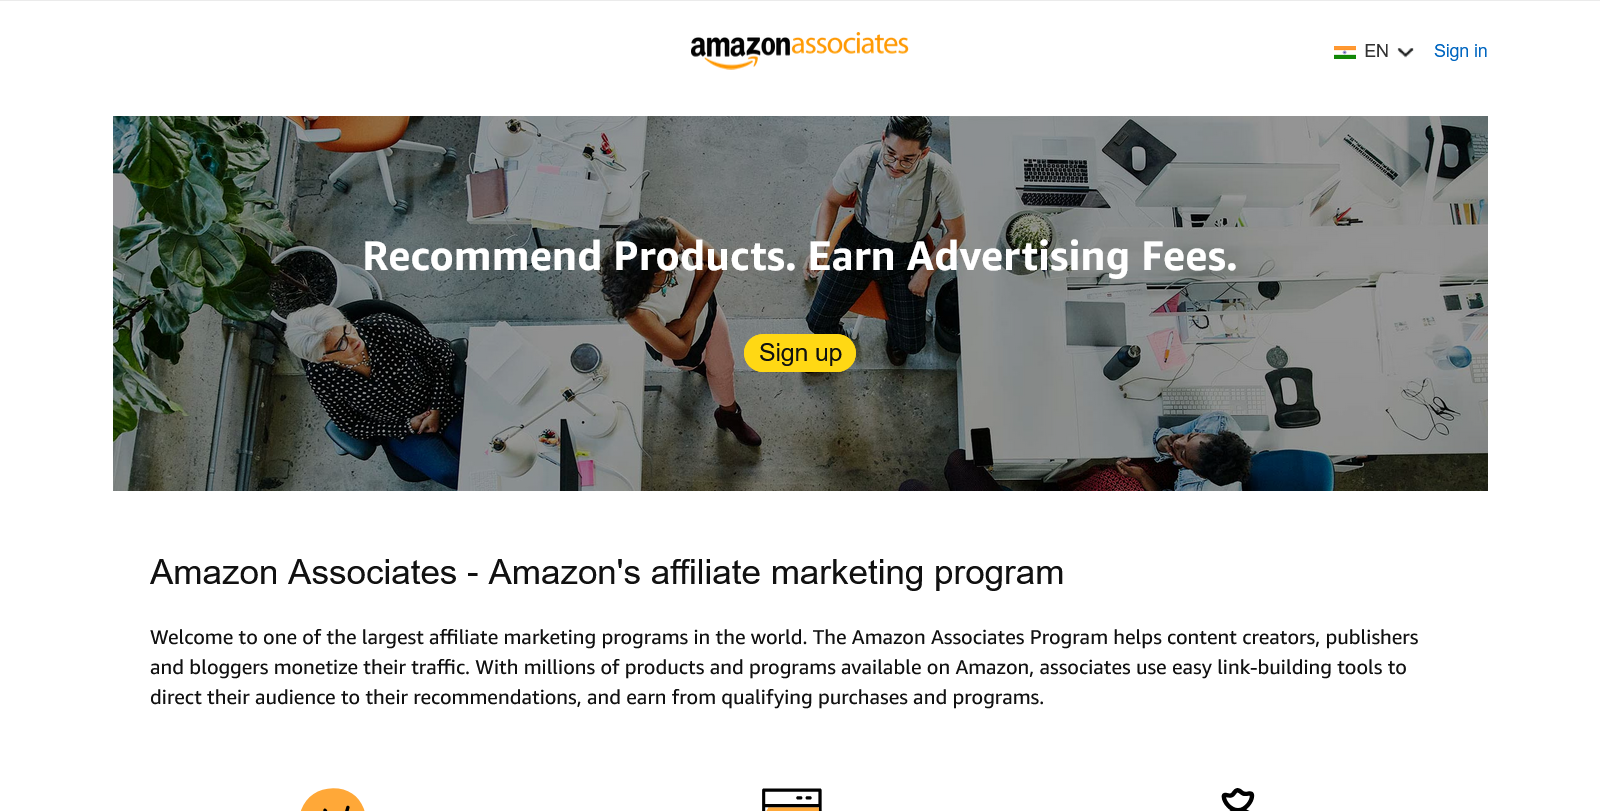 amazonassociates
EN
Sign in
Recommend Products. Earn Advertising Fees.
Sign up
Amazon Associates - Amazon's affiliate marketing program
Welcome to one of the largest affiliate marketing programs in the world. The Amazon Associates Program helps content creators, publishers
and bloggers monetize their traffic. With millions of products and programs available on Amazon, associates use easy link-building tools to
direct their audience to their recommendations, and earn from qualifying purchases and programs.